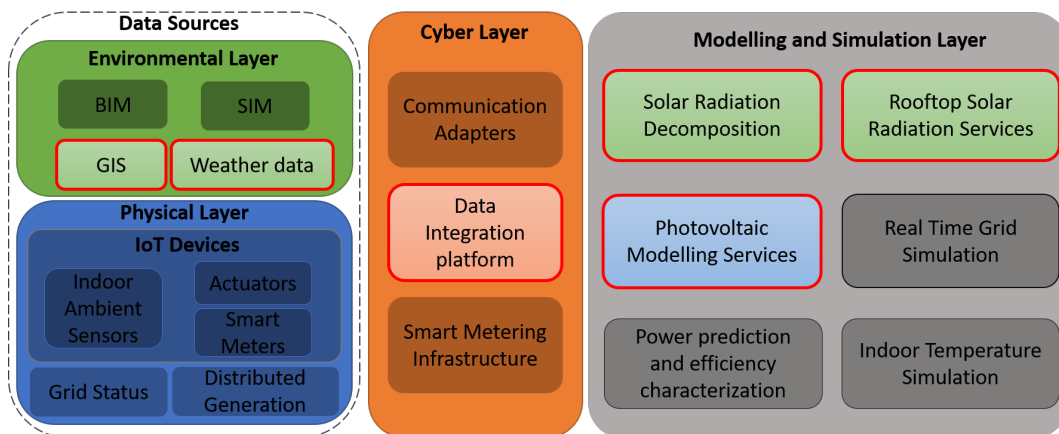 Data Sources
Environmental Layer
BIM
SIM
GIS
Weather data
Physical Layer
IoT Devices
Indoor
Ambient
Sensors
Actuators
Smart
Meters
Grid Status
Distributed
Generation
Cyber Layer
Communication
Adapters
Data
Integration
platform
Smart Metering
Infrastructure
Modelling and Simulation Layer
Solar Radiation
Decomposition
Rooftop Solar
Radiation Services
Photovoltaic
Modelling Services
Real Time Grid
Simulation
Power prediction
and efficiency
characterization
Indoor Temperature
Simulation